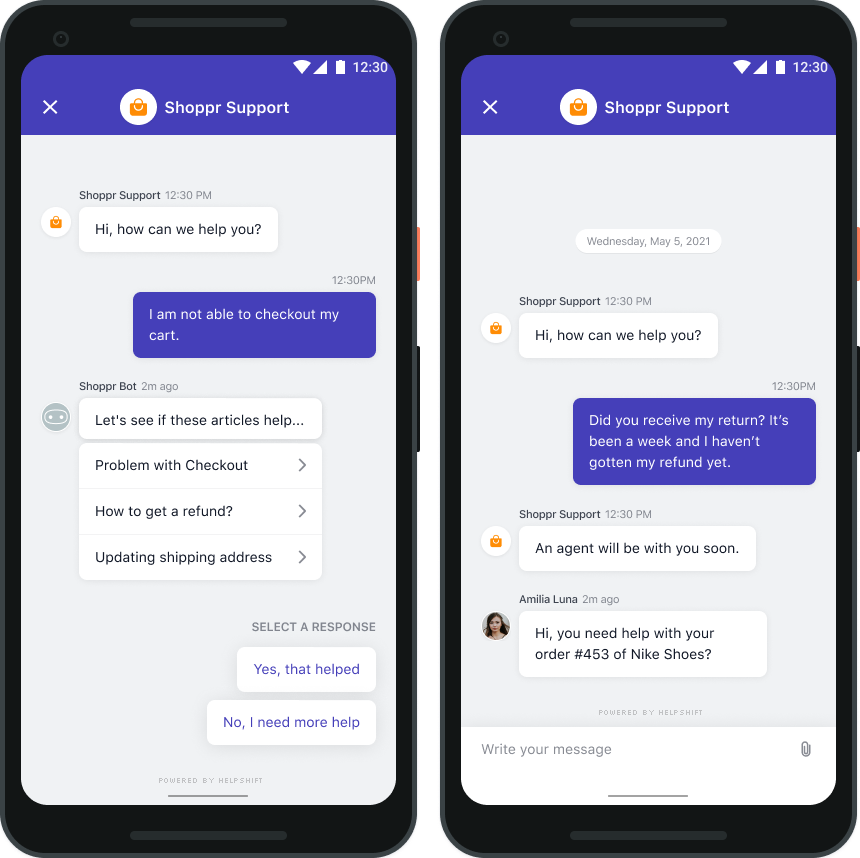 12:30
Shoppr Support
Shoppr Support 12:30 PM
Hi, how can we help you?
12:30PM
I am not able to checkout my
cart.
Shoppr Bot 2m ago
Let's see if these articles help...
Problem with Checkout
How to get a refund?
Updating shipping address
SELECT A RESPONSE
Yes, that helped
No, I need more help
POWERED BY HELPSHIFT
12:30
Shoppr Support
Wednesday, May 5, 2021
Shoppr Support 12:30 PM
Hi, how can we help you?
12:30PM
Did you receive my return? It’s
been a week and I haven’t
gotten my refund yet.
Shoppr Support 12:30 PM
An agent will be with you soon.
Amilia Luna 2m ago
Hi, you need help with your
order #453 of Nike Shoes?
POWERED BY HELPSHIFT
Write your message